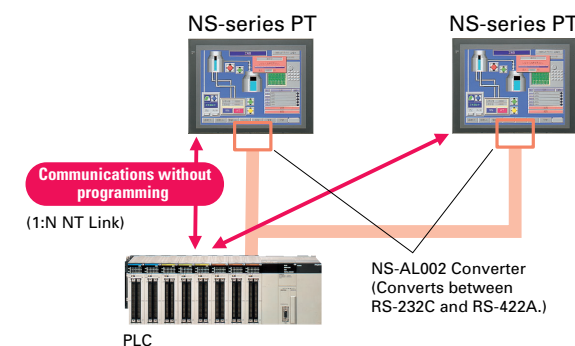 NS-series PT
NS-series PT
Communications without
programming
(1:N NT Link)
NS-AL002 Converter
(Converts between
RS-232C and RS-422A.)
PLC